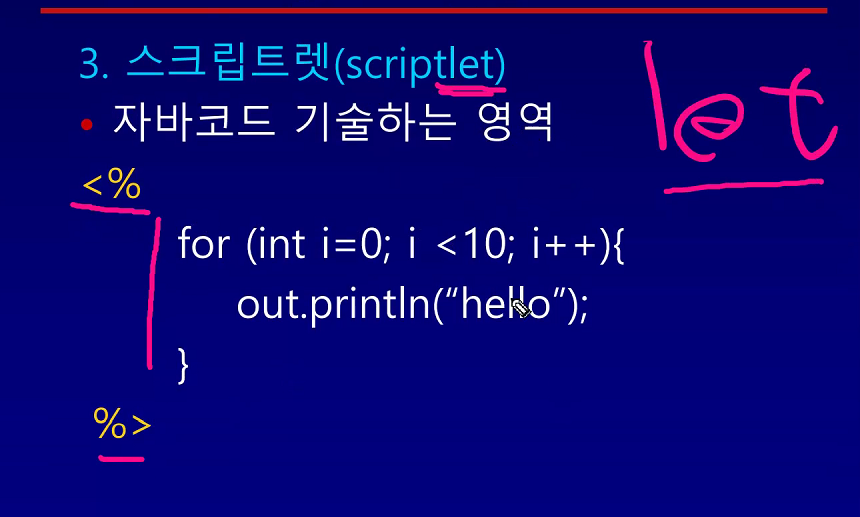 3. 스크립트렛(scriptlet)
let
• 자바코드 기술하는 영역
<%
for (int i=0; i <10; i++){
out.println(“hello”);
}
%>